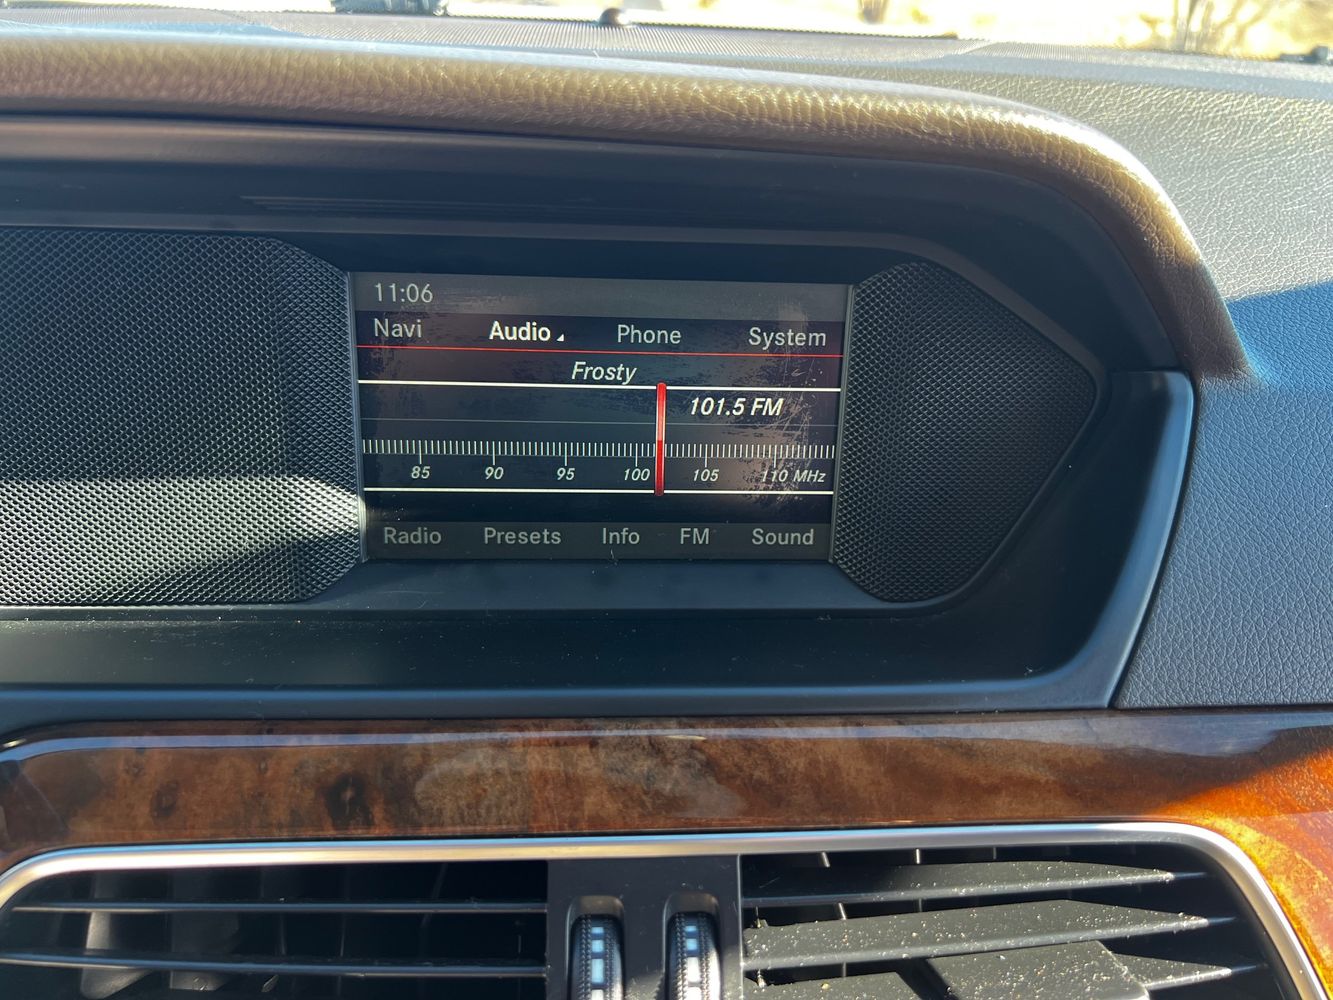 11:06
Navi Audio Phone System
Frosty
101.5 FM
85 90 95 100 105 110 MHz
Radio Presets Info FM Sound